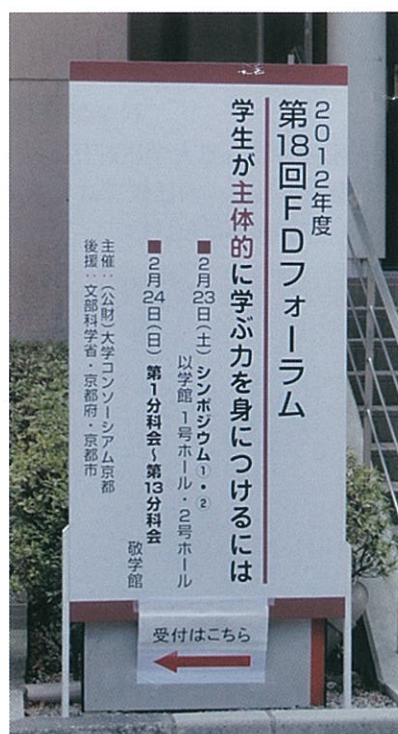 2012年度
第18回FDフォーラム
学生が主体的に学ぶ力を身につけるには
■2月23日(土) シンポジウム①・②
以学館 1号ホール・2号ホール
■2月24日(日) 第1分科会~第13分科会
敬学館
主催:(公財)大学コンソーシアム京都
後援:文部科学省・京都府・京都市
受付はこちら